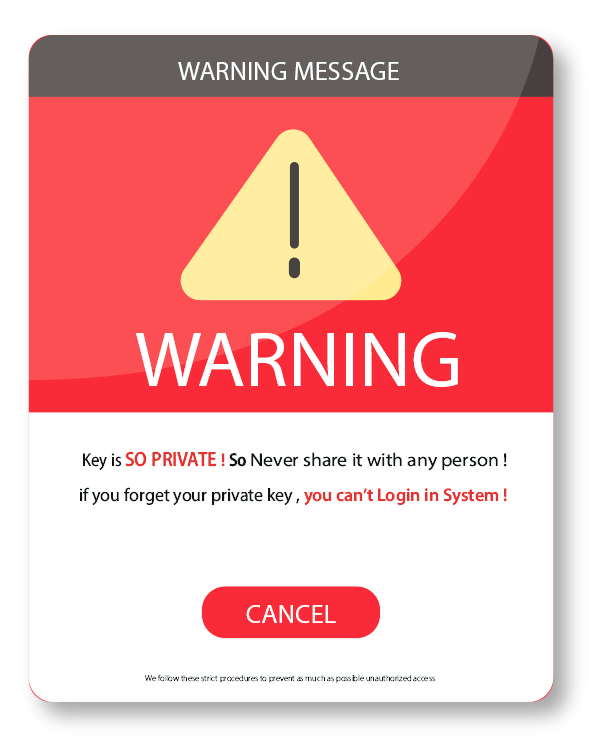 WARNING MESSAGE
WARNING
Key is SO PRIVATE ! So Never share it with any person !
if you forget your private key , you can't Login in System !
CANCEL
We follow these strict procedures to prevent as much as possible unauthorized access